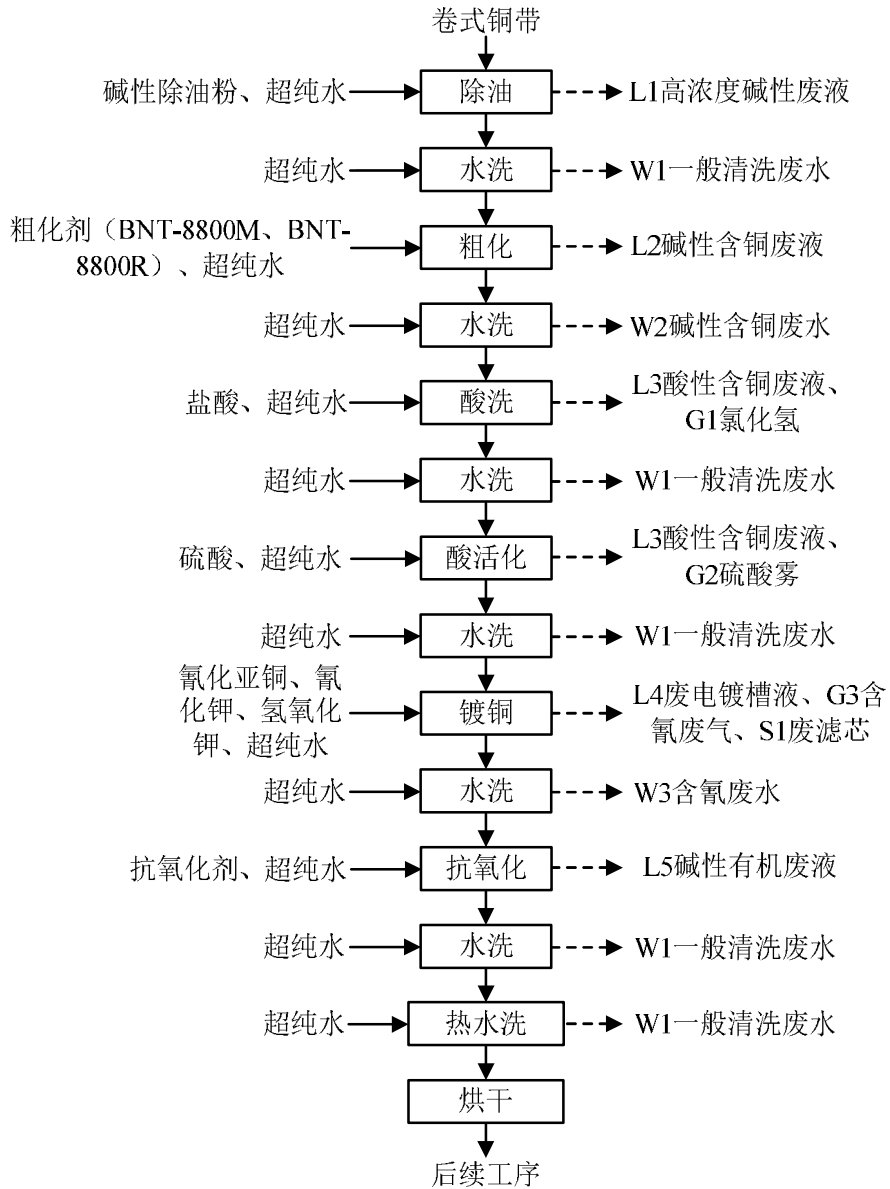 卷式铜带
碱性除油粉、超纯水
除油
L1高浓度碱性废液
超纯水
水洗
W1一般清洗废水
粗化剂（BNT-8800M、BNT-
8800R）、超纯水
粗化
L2碱性含铜废液
超纯水
水洗
W2碱性含铜废水
盐酸、超纯水
酸洗
L3酸性含铜废液、
G1氯化氢
超纯水
水洗
W1一般清洗废水
硫酸、超纯水
酸活化
L3酸性含铜废液、
G2硫酸雾
超纯水
水洗
W1一般清洗废水
氰化亚铜、氰
化钾、氢氧化
钾、超纯水
镀铜
L4废电镀槽液、G3含
氰废气、S1废滤芯
超纯水
水洗
W3含氰废水
抗氧化剂、超纯水
抗氧化
L5碱性有机废液
超纯水
水洗
W1一般清洗废水
超纯水
热水洗
W1一般清洗废水
烘干
后续工序